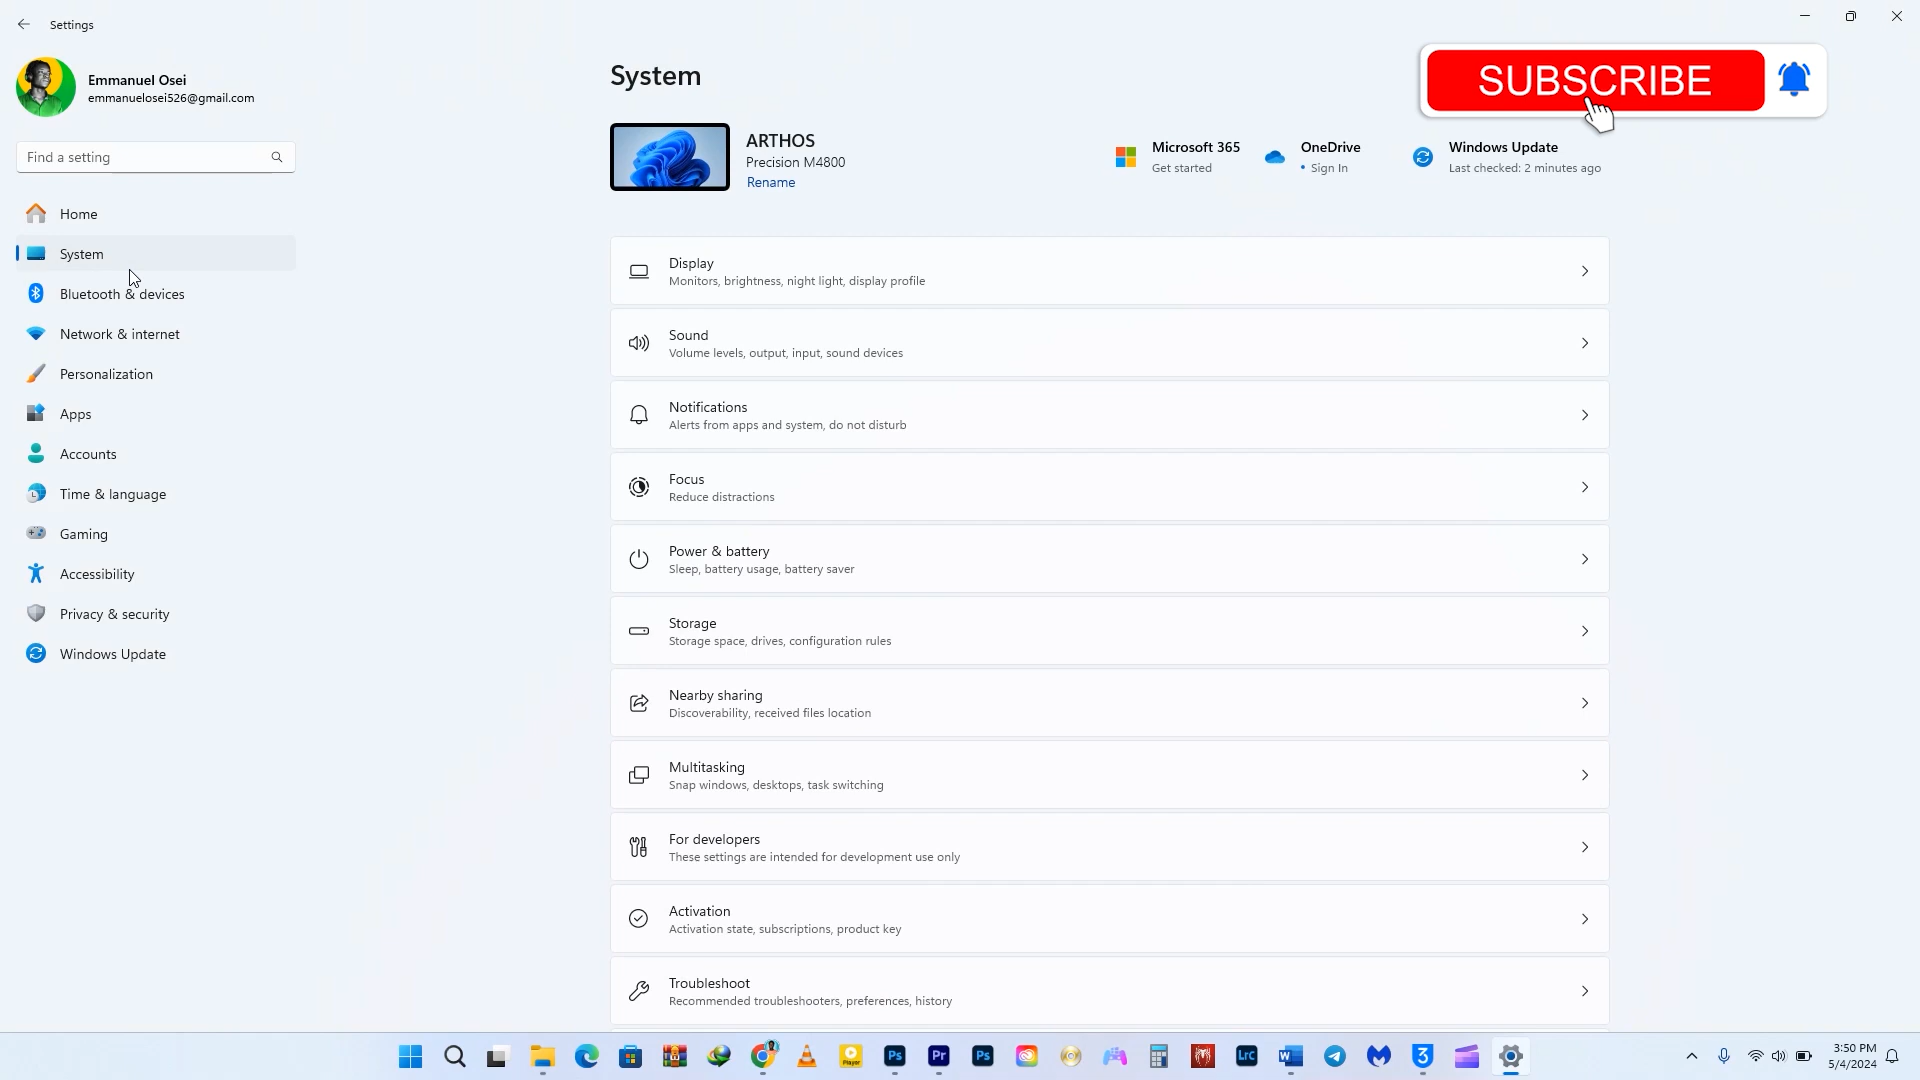 Settings
Emmanuel Osei
emmanuelosei526@gmail.com
Find a setting
Home
System
Bluetooth & devices
Network & internet
Personalization
Apps
Accounts
Time & language
Gaming
Accessibility
Privacy & security
Windows Update
System
SUBSCRIBE
ARTHOS
Precision M4800
Rename
Microsoft 365
Get started
OneDrive
• Sign In
Windows Update
Last checked: 2 minutes ago
Display
Monitors, brightness, night light, display profile
Sound
Volume levels, output, input, sound devices
Notifications
Alerts from apps and system, do not disturb
Focus
Reduce distractions
Power & battery
Sleep, battery usage, battery saver
Storage
Storage space, drives, configuration rules
Nearby sharing
Discoverability, received files location
Multitasking
Snap windows, desktops, task switching
For developers
These settings are intended for development use only
Activation
Activation state, subscriptions, product key
Troubleshoot
Recommended troubleshooters, preferences, history
Player
Ps
Pr
Ps
LrC
W
3
3:50 PM
5/4/2024